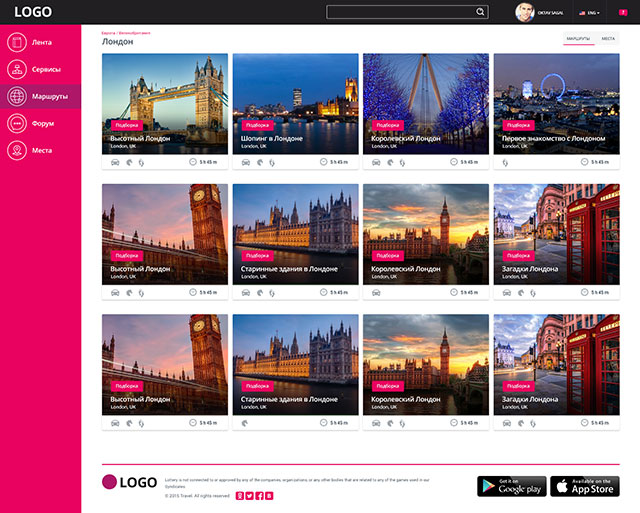 LOGO
OKTAV SAGAL
ENG
Лента
Сервисы
Маршруты
Форум
Места
Европа / Великобритания
Лондон
МАРШРУТЫ
МЕСТА
Подборка
Высотный Лондон
London, UK
5 h 45 m
Подборка
Шопинг в Лондоне
London, UK
5 h 45 m
Подборка
Королевский Лондон
London, UK
5 h 45 m
Подборка
Первое знакомство с Лондоном
London, UK
5 h 45 m
Подборка
Высотный Лондон
London, UK
5 h 45 m
Подборка
Старинные здания в Лондоне
London, UK
5 h 45 m
Подборка
Королевский Лондон
London, UK
5 h 45 m
Подборка
Загадки Лондона
London, UK
5 h 45 m
Подборка
Высотный Лондон
London, UK
5 h 45 m
Подборка
Старинные здания в Лондоне
London, UK
5 h 45 m
Подборка
Королевский Лондон
London, UK
5 h 45 m
Подборка
Загадки Лондона
London, UK
5 h 45 m
LOGO
Lottery is not connected to or approved by any of the companies, organizations, or any other bodies that are related to any of the games used in our
syndicates.
© 2015 Travel. All rights reserved
Get it on
Google play
Available on the
App Store